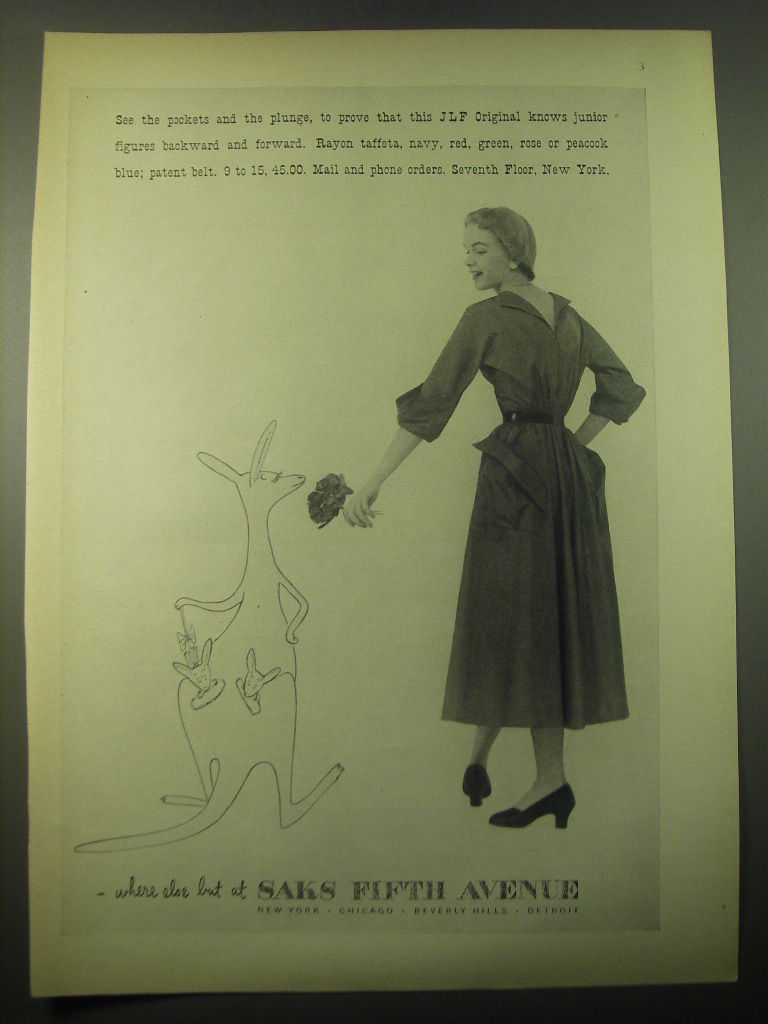 3
See the pockets and the plunge, to prove that this JLF Original knows junior
figures backward and forward. Rayon taffeta, navy, red, green, rose or peacock
blue; patent belt. 9 to 15, 45.00. Mail and phone orders. Seventh Floor, New York.
- where else but at SAKS FIFTH AVENUE
NEW YORK · CHICAGO · BEVERLY HILLS · DETROIT